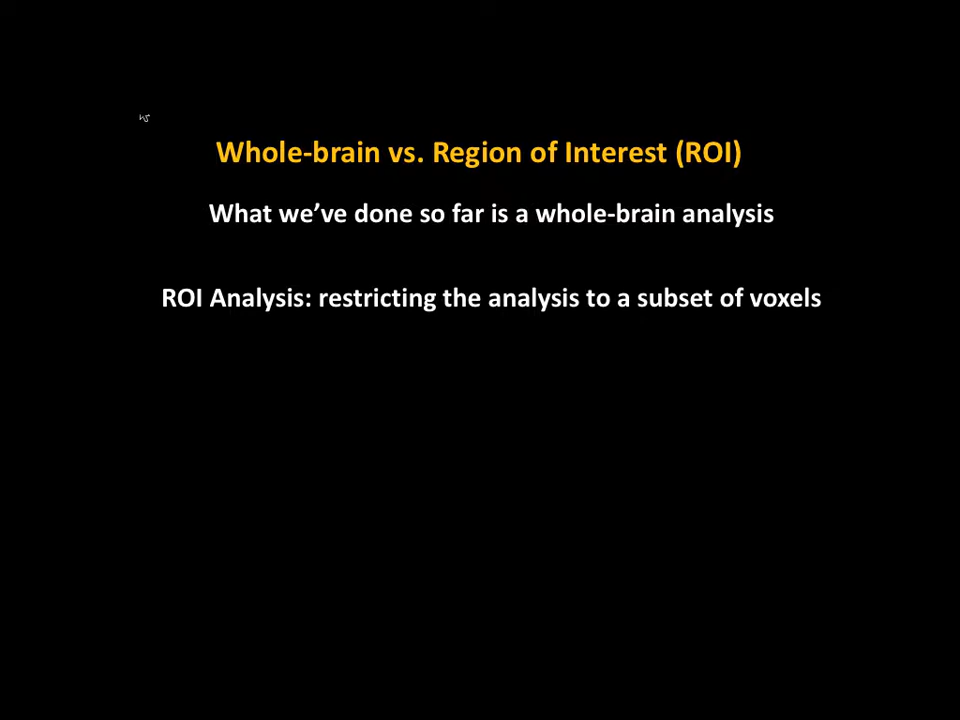 Whole-brain vs. Region of Interest (ROI)
What we’ve done so far is a whole-brain analysis
ROI Analysis: restricting the analysis to a subset of voxels